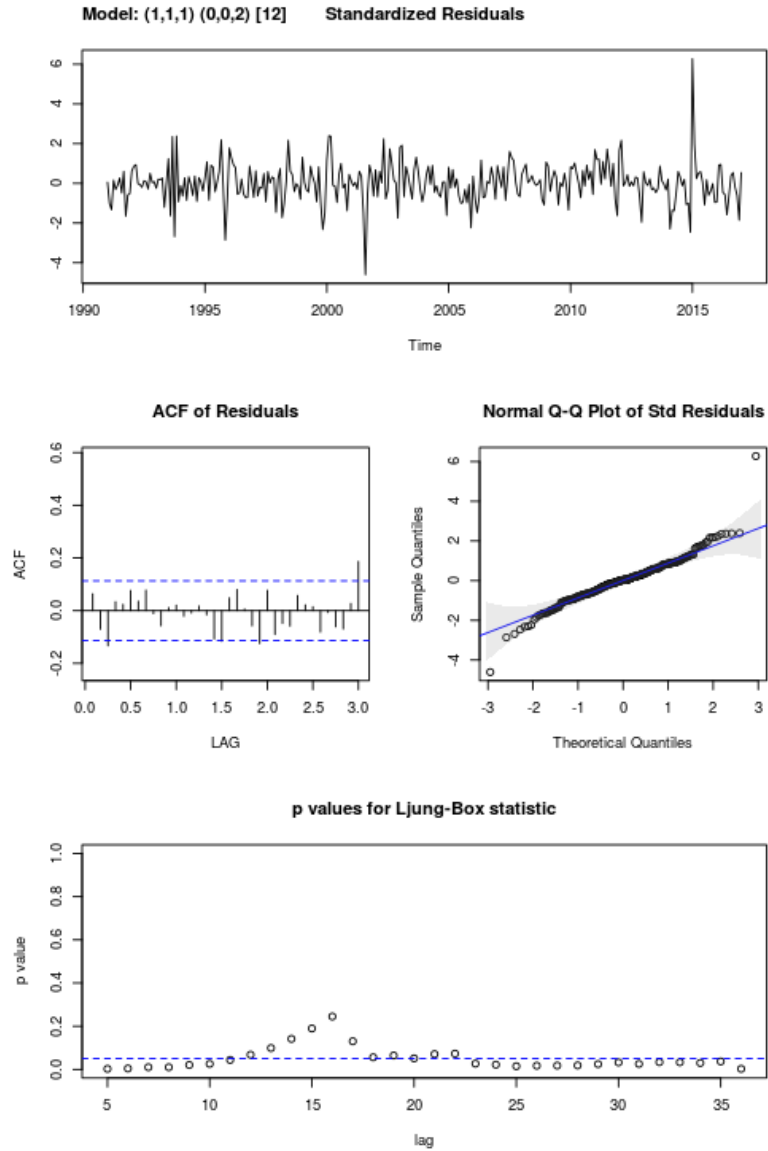 Model: (1,1,1) (0,0,2) [12] Standardized Residuals
6
4
2
0
-2
-4
1990 1995 2000 2005 2010 2015
Time
ACF of Residuals
ACF
0.6
0.4
0.2
0.0
-0.2
0.0 0.5 1.0 1.5 2.0 2.5 3.0
LAG
Normal Q-Q Plot of Std Residuals
Sample Quantiles
6
4
2
0
-2
-4
-3 -2 -1 0 1 2 3
Theoretical Quantiles
p values for Ljung-Box statistic
p value
1.0
0.8
0.6
0.4
0.2
0.0
5 10 15 20 25 30 35
lag